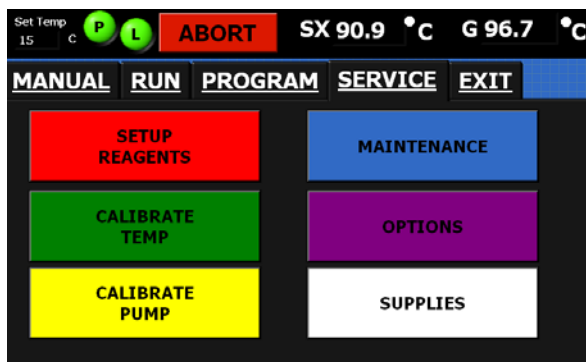 Set Temp
15 C
P
L
ABORT
SX 90.9 °C
G 96.7 °C
MANUAL RUN PROGRAM SERVICE EXIT
SETUP
REAGENTS
MAINTENANCE
CALIBRATE
TEMP
OPTIONS
CALIBRATE
PUMP
SUPPLIES